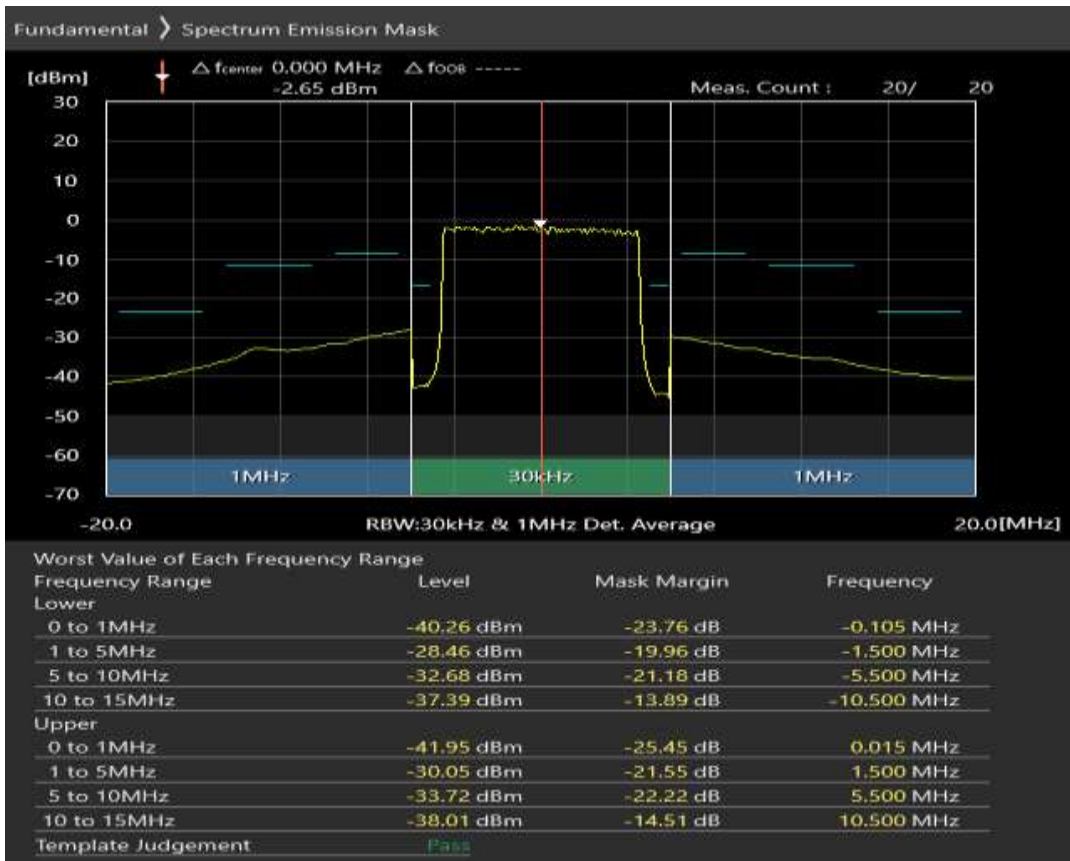 Fundamental 〉 Spectrum Emission Mask
[dBm] △ fcenter 0.000 MHz △ fOOB -----
-2.65 dBm Meas. Count : 20/ 20
30
20
10
0
-10
-20
-30
-40
-50
-60
1MHz 30kHz 1MHz
-70
-20.0 RBW:30kHz & 1MHz Det. Average 20.0[MHz]
Worst Value of Each Frequency Range
Frequency Range Level Mask Margin Frequency
Lower
0 to 1MHz -40.26 dBm -23.76 dB -0.105 MHz
1 to 5MHz -28.46 dBm -19.96 dB -1.500 MHz
5 to 10MHz -32.68 dBm -21.18 dB -5.500 MHz
10 to 15MHz -37.39 dBm -13.89 dB -10.500 MHz
Upper
0 to 1MHz -41.95 dBm -25.45 dB 0.015 MHz
1 to 5MHz -30.05 dBm -21.55 dB 1.500 MHz
5 to 10MHz -33.72 dBm -22.22 dB 5.500 MHz
10 to 15MHz -38.01 dBm -14.51 dB 10.500 MHz
Template Judgement Pass